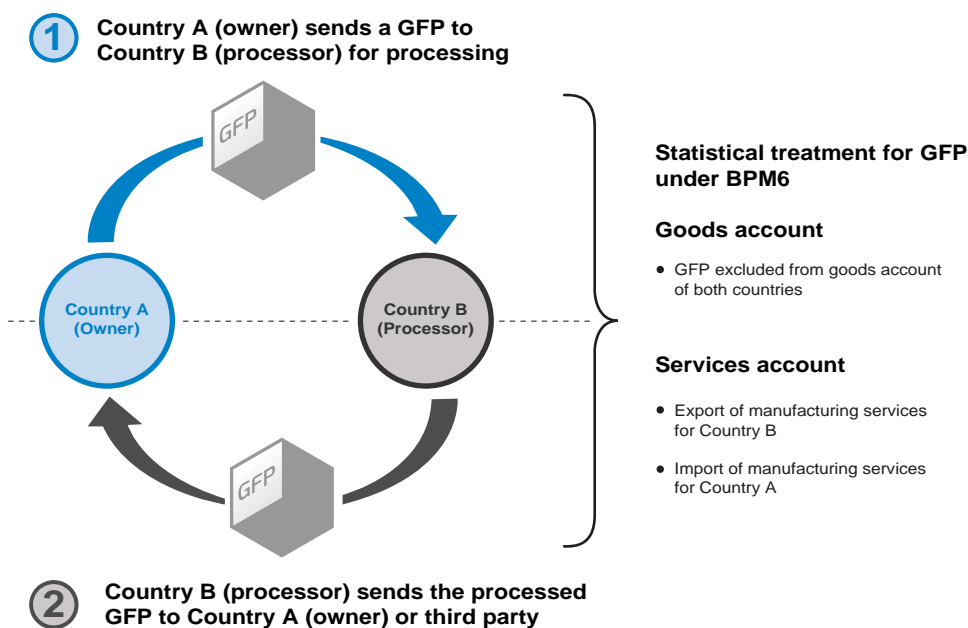 1
Country A (owner) sends a GFP to
Country B (processor) for processing
GFP
Country A
(Owner)
Country B
(Processor)
GFP
2
Country B (processor) sends the processed
GFP to Country A (owner) or third party
Statistical treatment for GFP
under BPM6
Goods account
• GFP excluded from goods account
of both countries
Services account
• Export of manufacturing services
for Country B
• Import of manufacturing services
for Country A